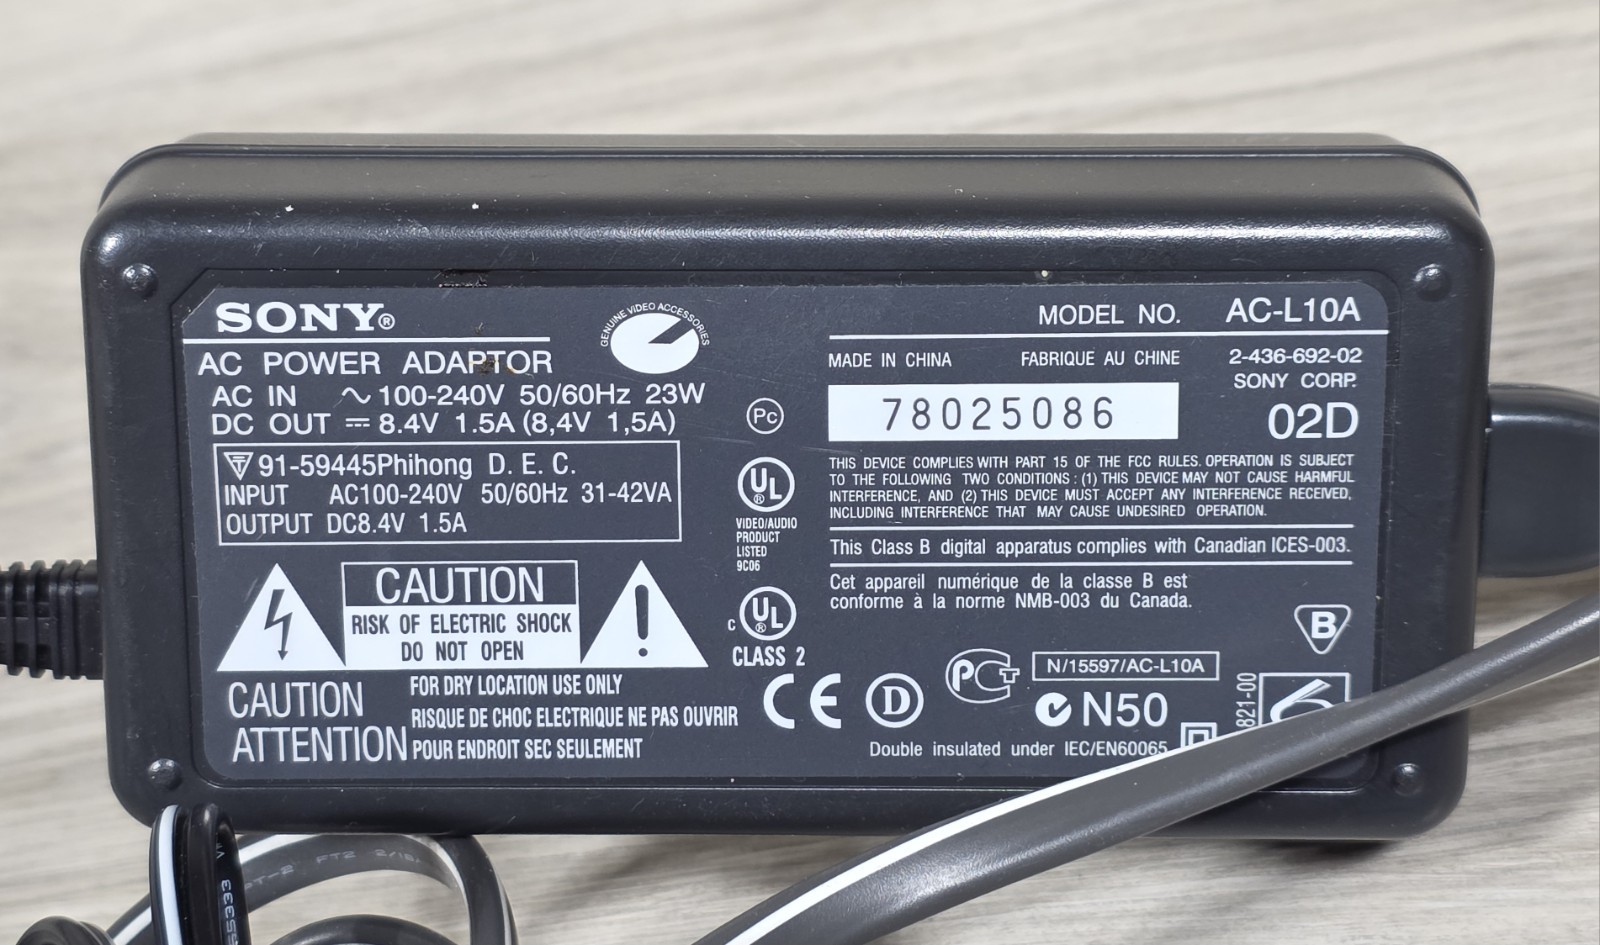 SONY®
GENUINE VIDEO ACCESSORIES
AC POWER ADAPTOR
AC IN ～ 100-240V 50/60Hz 23W
DC OUT ⎓ 8.4V 1.5A (8,4V 1,5A)
T 91-59445Phihong D. E. C.
INPUT AC100-240V 50/60Hz 31-42VA
OUTPUT DC8.4V 1.5A
CAUTION
RISK OF ELECTRIC SHOCK
DO NOT OPEN
CAUTION FOR DRY LOCATION USE ONLY
RISQUE DE CHOC ELECTRIQUE NE PAS OUVRIR
ATTENTION POUR ENDROIT SEC SEULEMENT
Pc
UL®
VIDEO/AUDIO
PRODUCT
LISTED
9C06
C UL®
CLASS 2
MODEL NO. AC-L10A
MADE IN CHINA FABRIQUE AU CHINE 2-436-692-02
SONY CORP.
78025086 02D
THIS DEVICE COMPLIES WITH PART 15 OF THE FCC RULES. OPERATION IS SUBJECT
TO THE FOLLOWING TWO CONDITIONS : (1) THIS DEVICE MAY NOT CAUSE HARMFUL
INTERFERENCE, AND (2) THIS DEVICE MUST ACCEPT ANY INTERFERENCE RECEIVED,
INCLUDING INTERFERENCE THAT MAY CAUSE UNDESIRED OPERATION.
This Class B digital apparatus complies with Canadian ICES-003.
Cet appareil numérique de la classe B est
conforme à la norme NMB-003 du Canada.
B
CE D PCT N/15597/AC-L10A
N50
821-00
Double insulated under IEC/EN60065
FT2